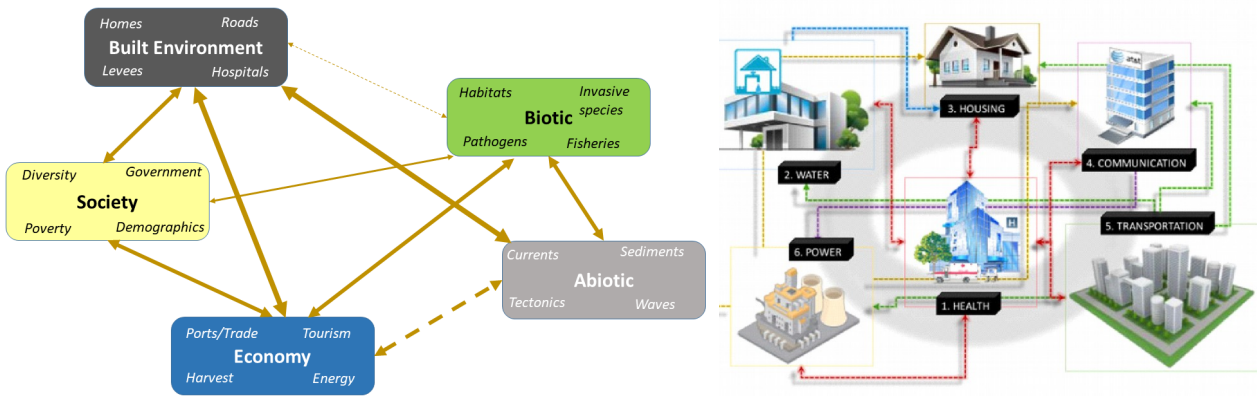 Homes Roads
Built Environment
Levees Hospitals
Habitats Invasive
species
Biotic
Pathogens Fisheries
Diversity Government
Society
Poverty Demographics
Currents Sediments
Abiotic
Tectonics Waves
Ports/Trade Tourism
Economy
Harvest Energy
at&t
3. HOUSING
4. COMMUNICATION
2. WATER
H
5. TRANSPORTATION
6. POWER
1. HEALTH